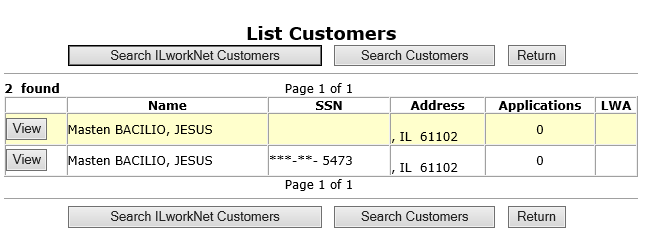 List Customers
Search ILworkNet Customers Search Customers Return
2 found Page 1 of 1
Name SSN Address Applications LWA
View Masten BACILIO, JESUS , IL 61102 0
View Masten BACILIO, JESUS ***-**- 5473 , IL 61102 0
Page 1 of 1
Search ILworkNet Customers Search Customers Return